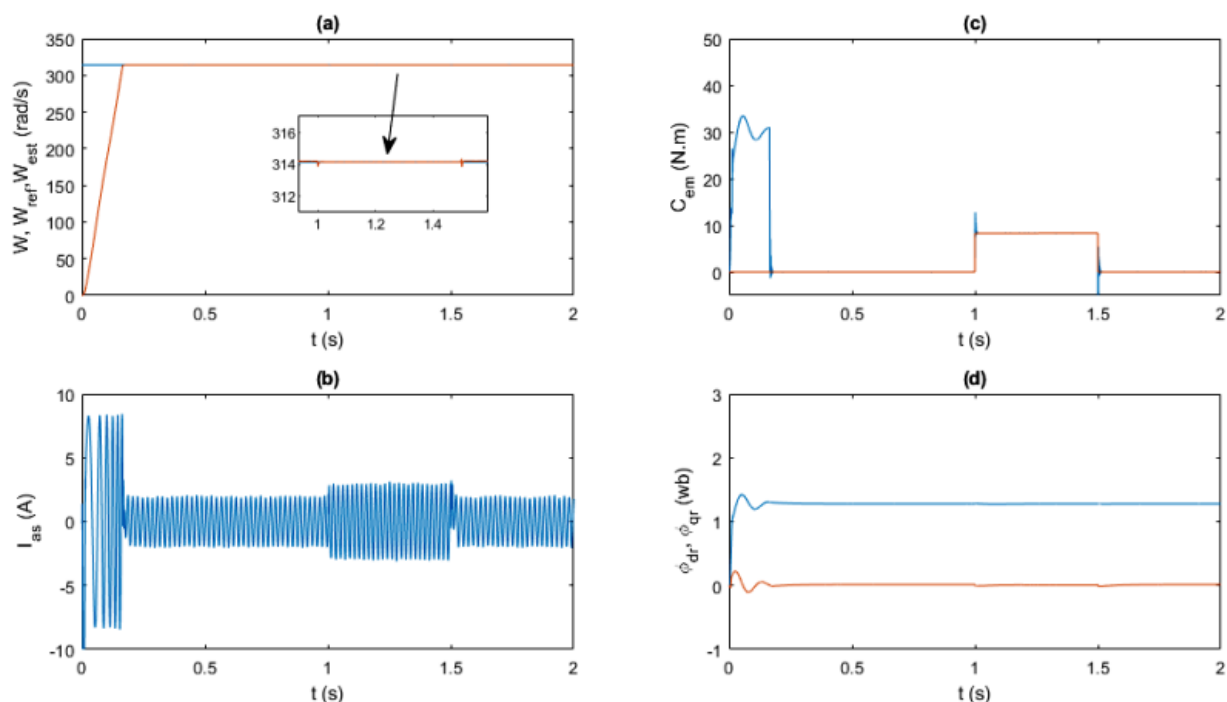 (a)
W, W_ref, W_est (rad/s)
350
300
250
200
150
100
50
0
316
314
312
1 1.2 1.4
0 0.5 1 1.5 2
t (s)
(c)
C_em (N.m)
50
40
30
20
10
0
0 0.5 1 1.5 2
t (s)
(b)
I_as (A)
10
5
0
-5
-10
0 0.5 1 1.5 2
t (s)
(d)
ϕ_dr, ϕ_qr (wb)
3
2
1
0
-1
0 0.5 1 1.5 2
t (s)